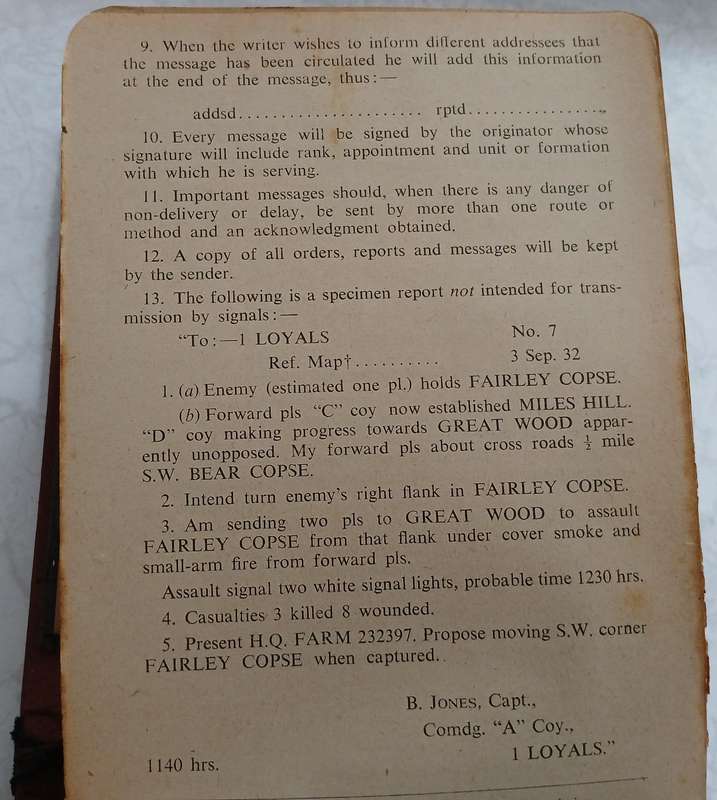 9. When the writer wishes to inform different addressees that
the message has been circulated he will add this information
at the end of the message, thus:—
addsd...................... rptd.................
10. Every message will be signed by the originator whose
signature will include rank, appointment and unit or formation
with which he is serving.
11. Important messages should, when there is any danger of
non-delivery or delay, be sent by more than one route or
method and an acknowledgment obtained.
12. A copy of all orders, reports and messages will be kept
by the sender.
13. The following is a specimen report not intended for trans-
mission by signals:—
"To:—1 LOYALS No. 7
Ref. Map†.......... 3 Sep. 32
1. (a) Enemy (estimated one pl.) holds FAIRLEY COPSE.
(b) Forward pls "C" coy now established MILES HILL.
"D" coy making progress towards GREAT WOOD appar-
ently unopposed. My forward pls about cross roads ½ mile
S.W. BEAR COPSE.
2. Intend turn enemy's right flank in FAIRLEY COPSE.
3. Am sending two pls to GREAT WOOD to assault
FAIRLEY COPSE from that flank under cover smoke and
small-arm fire from forward pls.
Assault signal two white signal lights, probable time 1230 hrs.
4. Casualties 3 killed 8 wounded.
5. Present H.Q. FARM 232397. Propose moving S.W. corner
FAIRLEY COPSE when captured.
B. JONES, Capt.,
Comdg. "A" Coy.,
1 LOYALS."
1140 hrs.